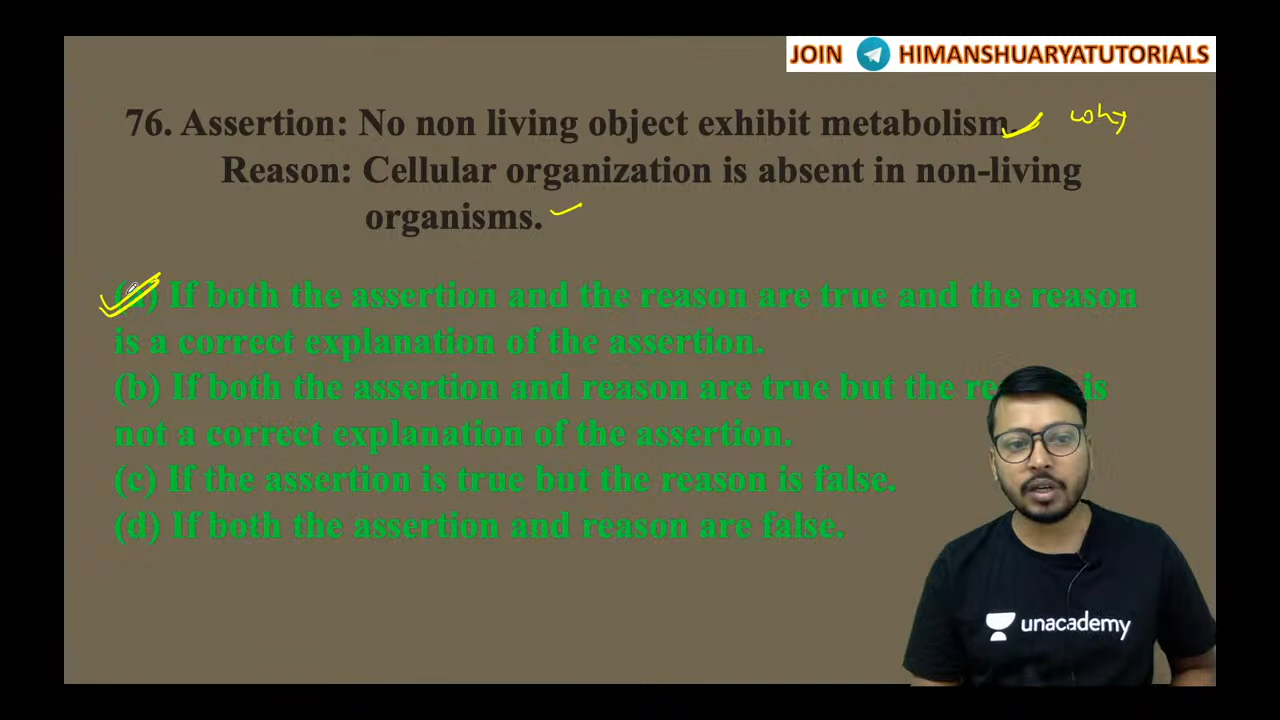 JOIN HIMANSHUARYATUTORIALS
76. Assertion: No non living object exhibit metabolism. why
Reason: Cellular organization is absent in non-living
organisms.
(a) If both the assertion and the reason are true and the reason
is a correct explanation of the assertion.
(b) If both the assertion and reason are true but the is
not a correct explanation of the assertion.
(c) If the assertion is true but the reason is false.
(d) If both the assertion and reason are false.
unacademy